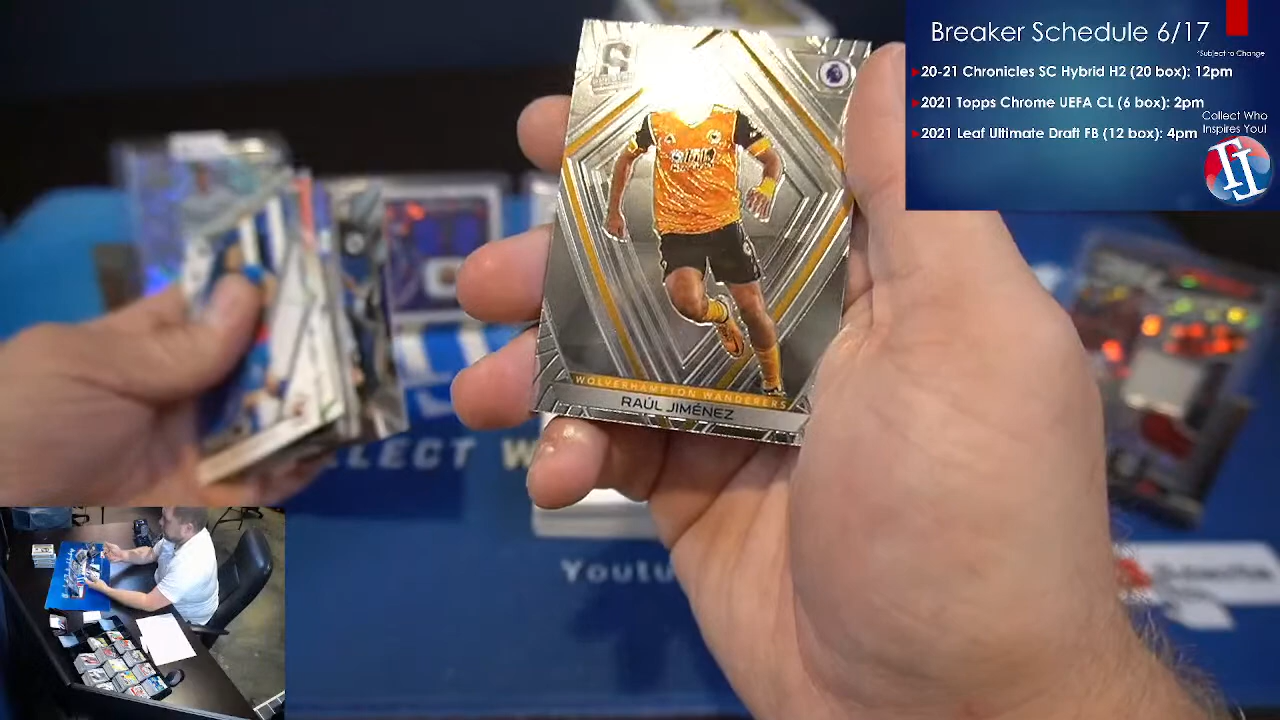 Breaker Schedule 6/17
*Subject to Change
20-21 Chronicles SC Hybrid H2 (20 box): 12pm
2021 Topps Chrome UEFA CL (6 box): 2pm
2021 Leaf Ultimate Draft FB (12 box): 4pm
Collect Who
Inspires You!
WOLVERHAMPTON WANDERERS
RAÚL JIMÉNEZ
LLECT W
Youtu